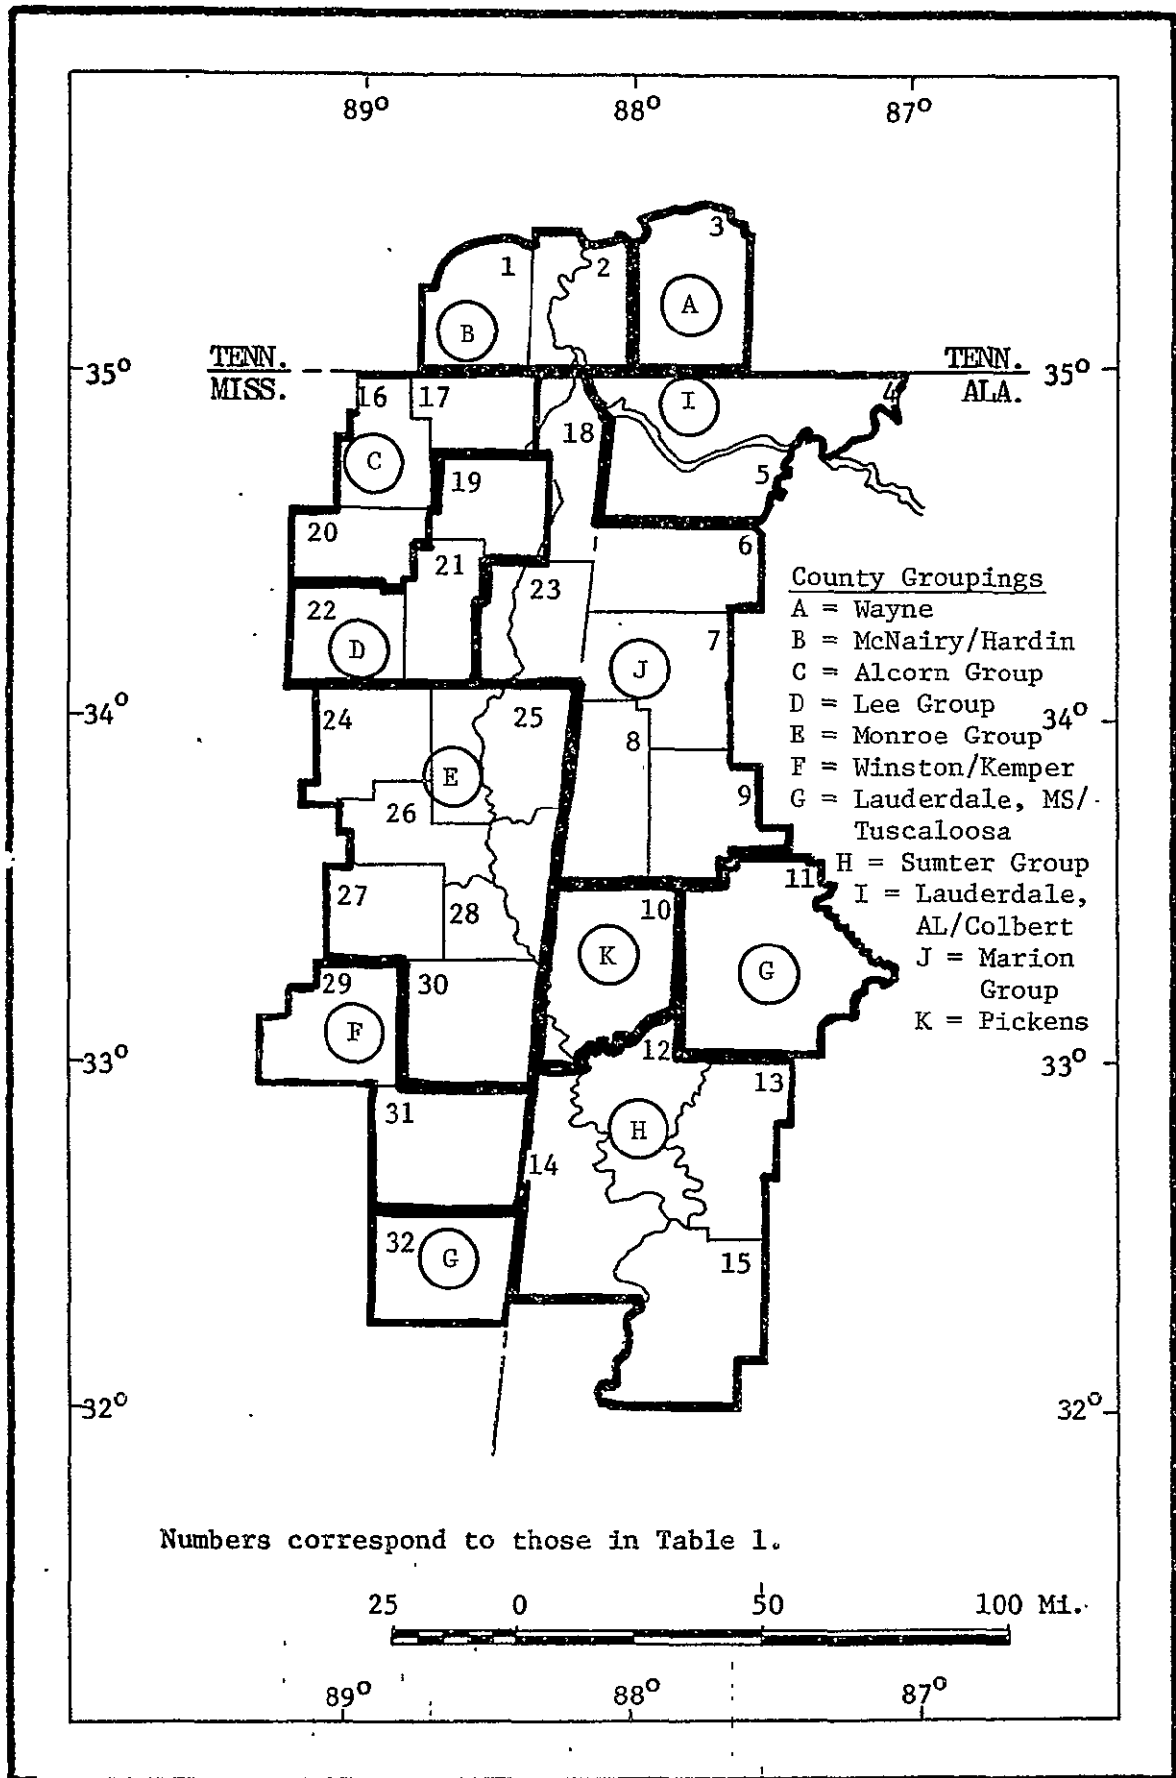 89° 88° 87°
3
1 2
A
B
TENN. TENN.
35° 35°
MISS. ALA.
16 17 I 4
18
C
19 5
20
21 6
23 County Groupings
22 A = Wayne
D 7 B = McNairy/Hardin
J C = Alcorn Group
D = Lee Group
34° 24 25 34°
8 E = Monroe Group
E F = Winston/Kemper
26 9 G = Lauderdale, MS/
Tuscaloosa
H = Sumter Group
27 28 10 11 I = Lauderdale,
AL/Colbert
K G J = Marion
29 30 Group
F K = Pickens
33° 12 33°
13
31 H
14
32 G 15
32° 32°
Numbers correspond to those in Table 1.
25 0 50 100 Mi.
89° 88° 87°